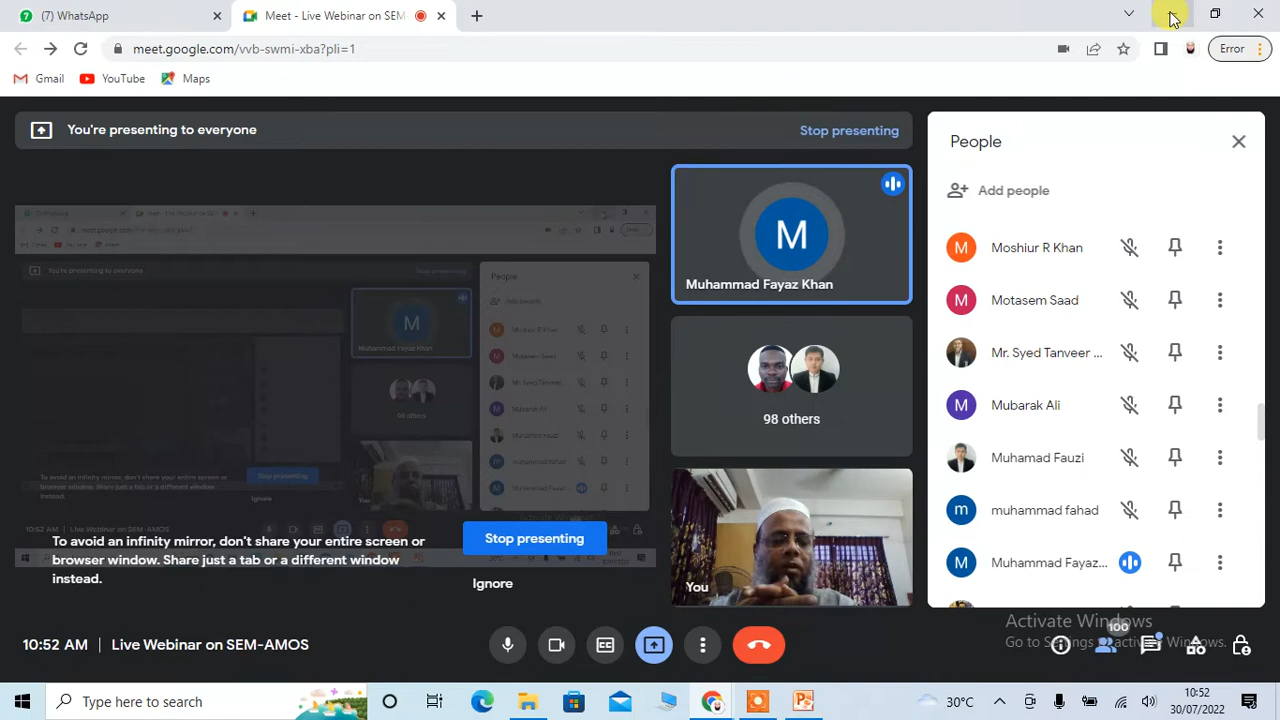 (7) WhatsApp
Meet - Live Webinar on SEM-
meet.google.com/vvb-swmi-xba?pli=1
Error
Gmail
YouTube
Maps
You're presenting to everyone
Stop presenting
Muhammad Fayaz Khan
98 others
You
People
Add people
Moshiur R Khan
Motasem Saad
Mr. Syed Tanveer ...
Mubarak Ali
Muhamad Fauzi
muhammad fahad
Muhammad Fayaz...
To avoid an infinity mirror, don't share your entire screen or
browser window. Share just a tab or a different window
instead.
Stop presenting
Ignore
Activate Windows
Go to Settings to activate Windows.
10:52 AM
Live Webinar on SEM-AMOS
100
Type here to search
30°C
10:52
30/07/2022